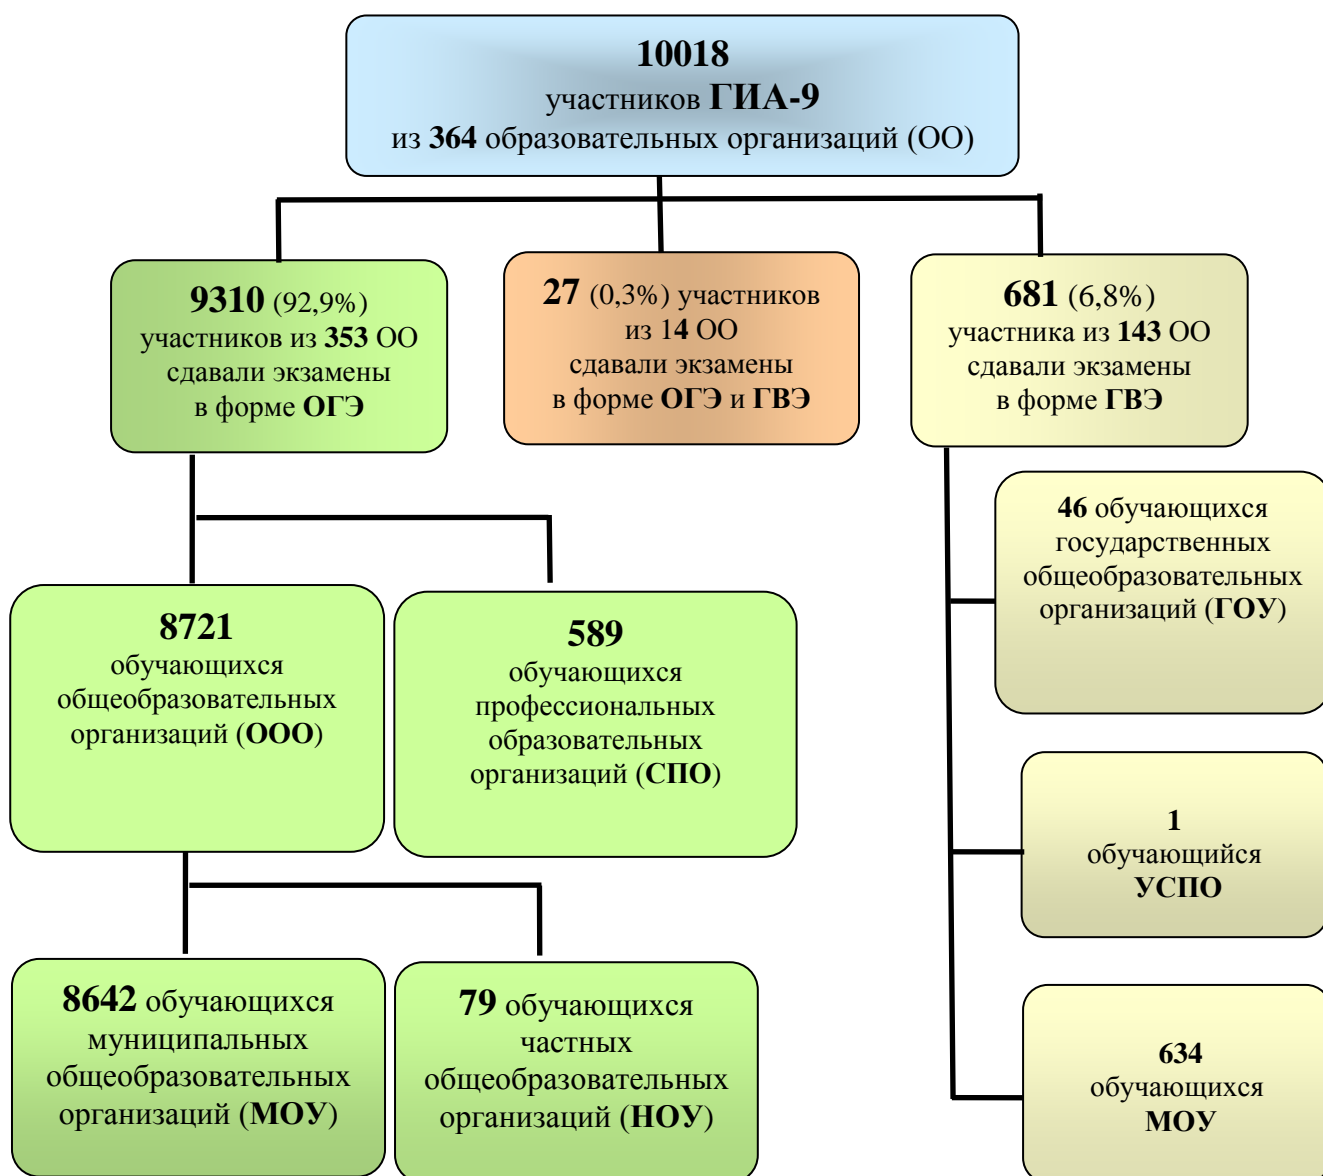 10018
участников ГИА-9
из 364 образовательных организаций (ОО)
9310 (92,9%)
участников из 353 ОО
сдавали экзамены
в форме ОГЭ
27 (0,3%) участников
из 14 ОО
сдавали экзамены
в форме ОГЭ и ГВЭ
681 (6,8%)
участника из 143 ОО
сдавали экзамены
в форме ГВЭ
8721
обучающихся
общеобразовательных
организаций (ООО)
589
обучающихся
профессиональных
образовательных
организаций (СПО)
46 обучающихся
государственных
общеобразовательных
организаций (ГОУ)
1
обучающийся
УСПО
8642 обучающихся
муниципальных
общеобразовательных
организаций (МОУ)
79 обучающихся
частных
общеобразовательных
организаций (НОУ)
634
обучающихся
МОУ